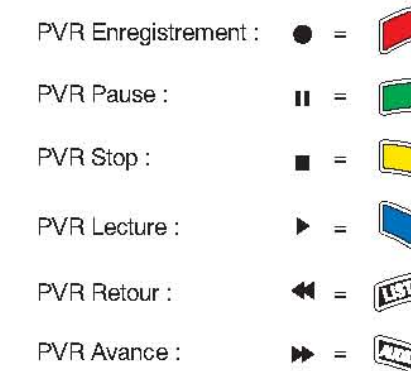 PVR Enregistrement : ● =
PVR Pause : ▮▮ =
PVR Stop : ■ =
PVR Lecture : ▶ =
PVR Retour : ◀◀ =
PVR Avance : ▶▶ =